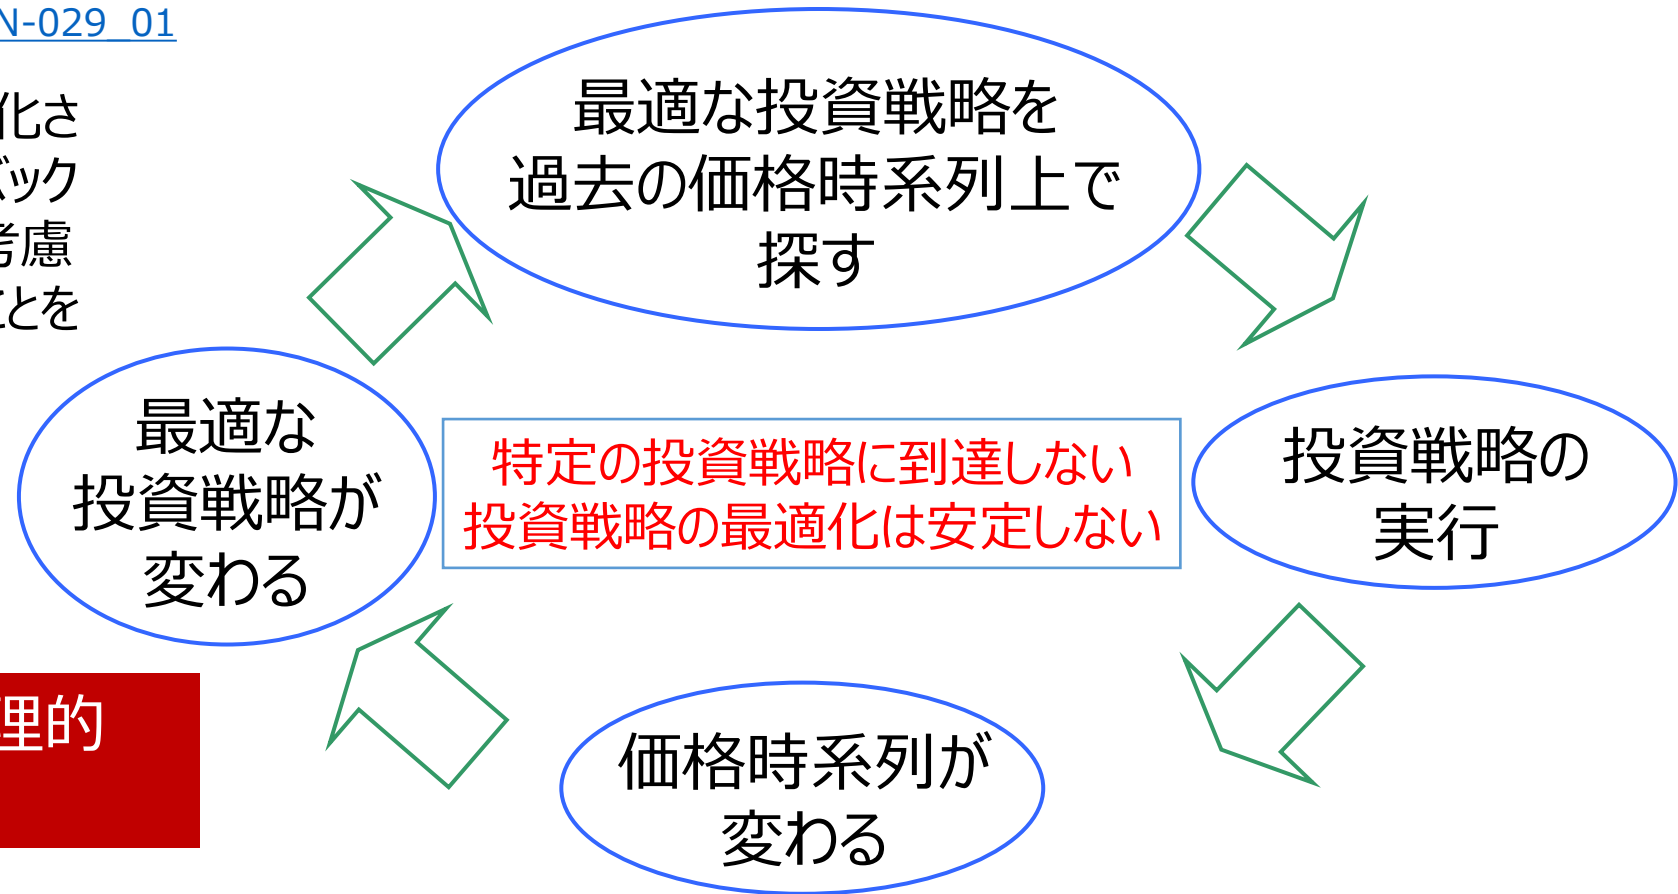 N-029_01
化さ
バック
考慮
ことを
最適な投資戦略を
過去の価格時系列上で
探す
最適な
投資戦略が
変わる
特定の投資戦略に到達しない
投資戦略の最適化は安定しない
投資戦略の
実行
理的
価格時系列が
変わる